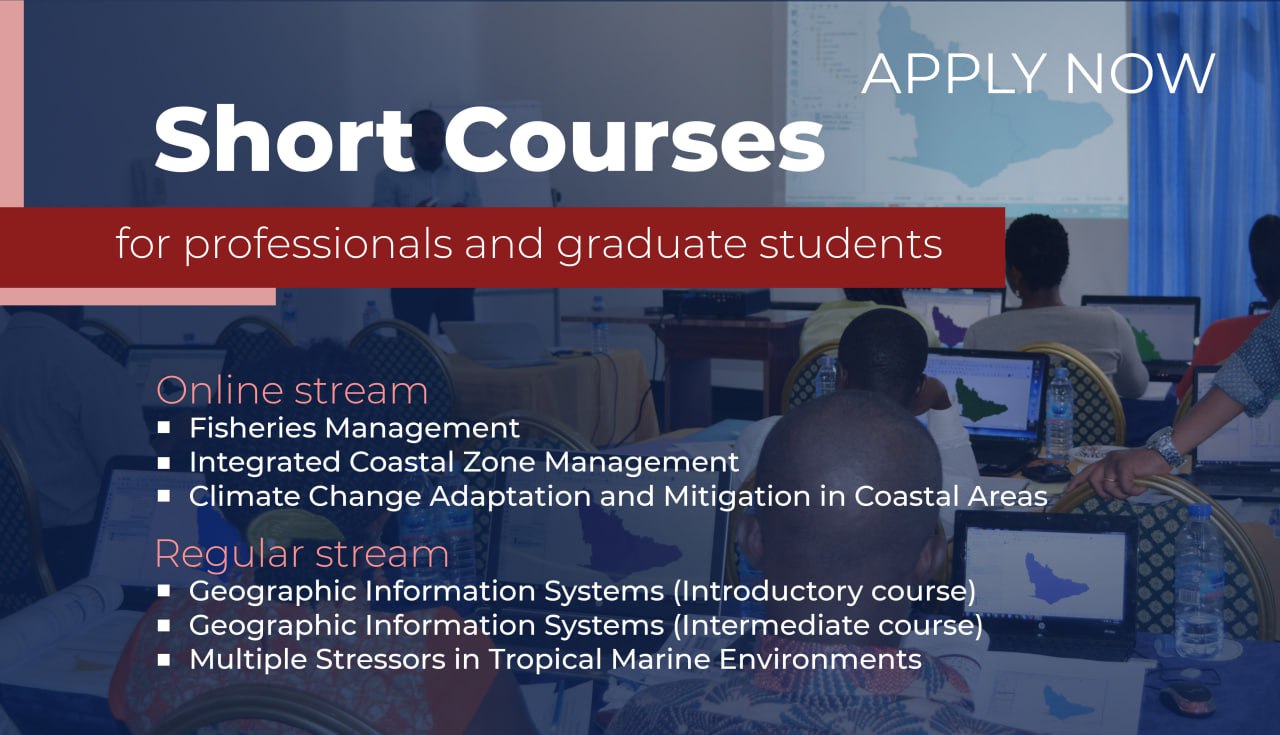 APPLY NOW
Short Courses
for professionals and graduate students
Online stream
Fisheries Management
Integrated Coastal Zone Management
Climate Change Adaptation and Mitigation in Coastal Areas
Regular stream
Geographic Information Systems (Introductory course)
Geographic Information Systems (Intermediate course)
Multiple Stressors in Tropical Marine Environments